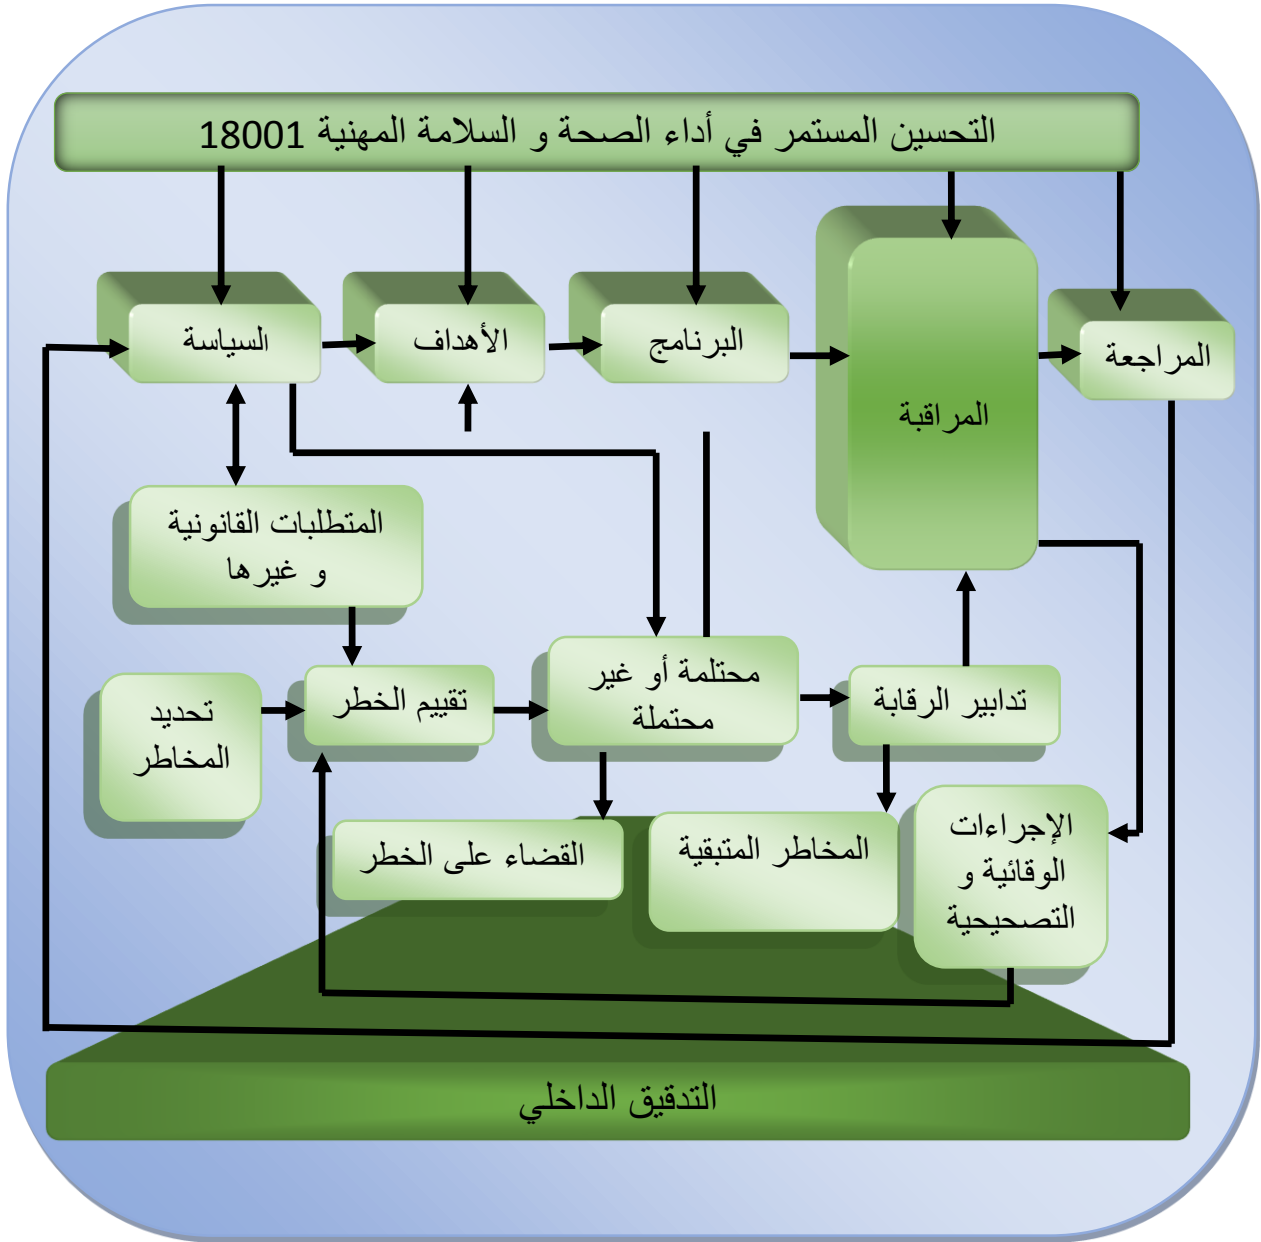 التحسين المستمر في أداء الصحة و السلامة المهنية 18001
السياسة
الأهداف
البرنامج
المراقبة
المراجعة
المتطلبات القانونية
و غيرها
تحديد
المخاطر
تقييم الخطر
محتلمة أو غير
محتملة
تدابير الرقابة
القضاء على الخطر
المخاطر المتبقية
الإجراءات
الوقائية و
التصحيحية
التدقيق الداخلي